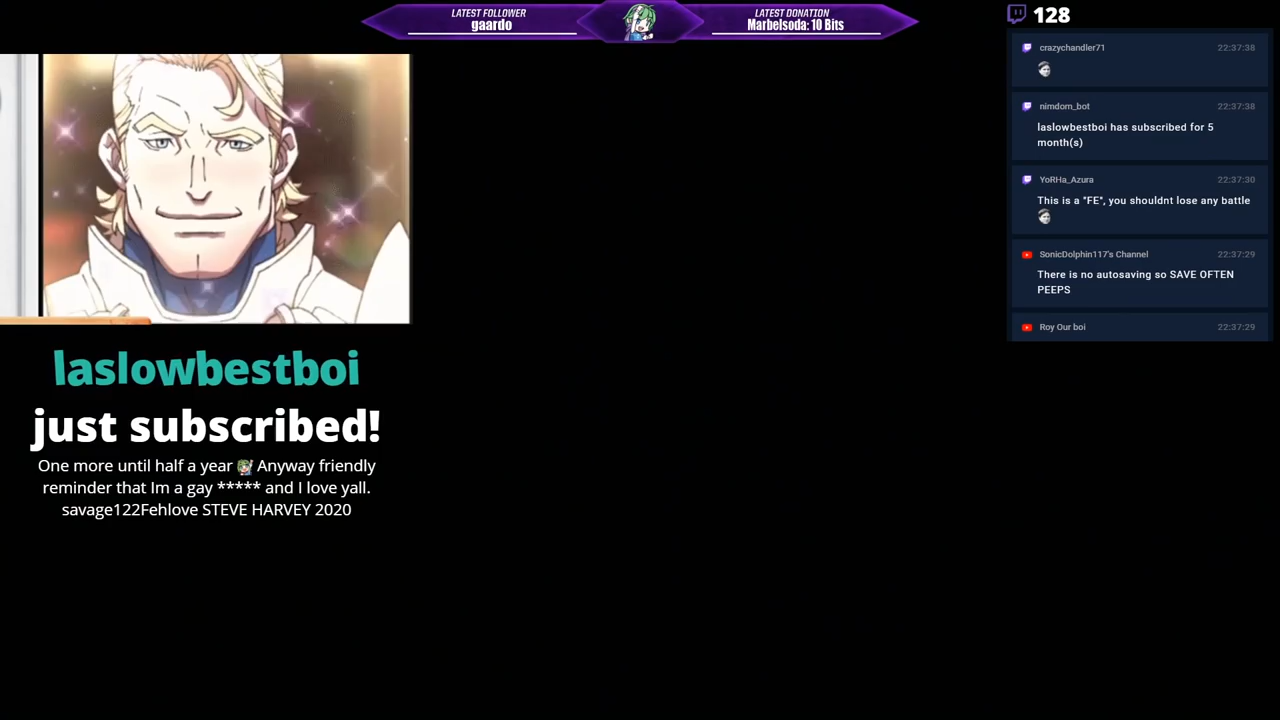 LATEST FOLLOWER
gaardo
LATEST DONATION
Marbelsoda: 10 Bits
128
crazychandler71 22:37:38
nimdom_bot 22:37:38
laslowbestboi has subscribed for 5
month(s)
YoRHa_Azura 22:37:30
This is a "FE", you shouldnt lose any battle
SonicDolphin117's Channel 22:37:29
There is no autosaving so SAVE OFTEN
PEEPS
Roy Our boi 22:37:29
laslowbestboi
just subscribed!
One more until half a year Anyway friendly
reminder that Im a gay ***** and I love yall.
savage122Fehlove STEVE HARVEY 2020